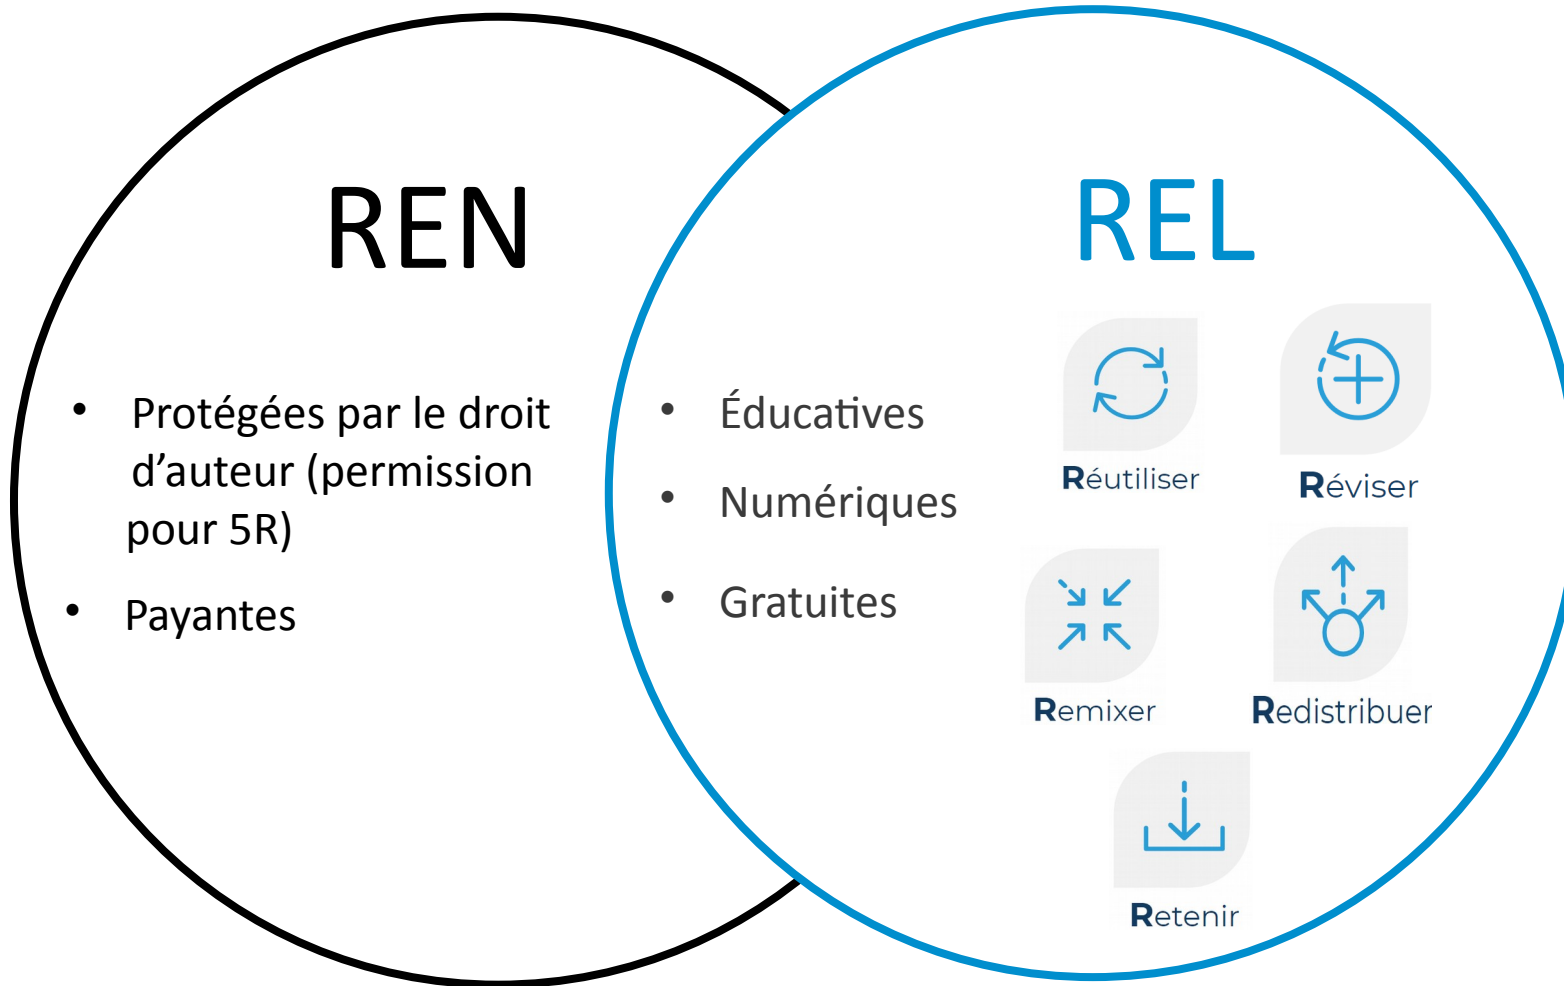 REN
• Protégées par le droit
d’auteur (permission
pour 5R)
• Payantes
• Éducatives
• Numériques
• Gratuites
REL
Réutiliser
Réviser
Remixer
Redistribuer
Retenir